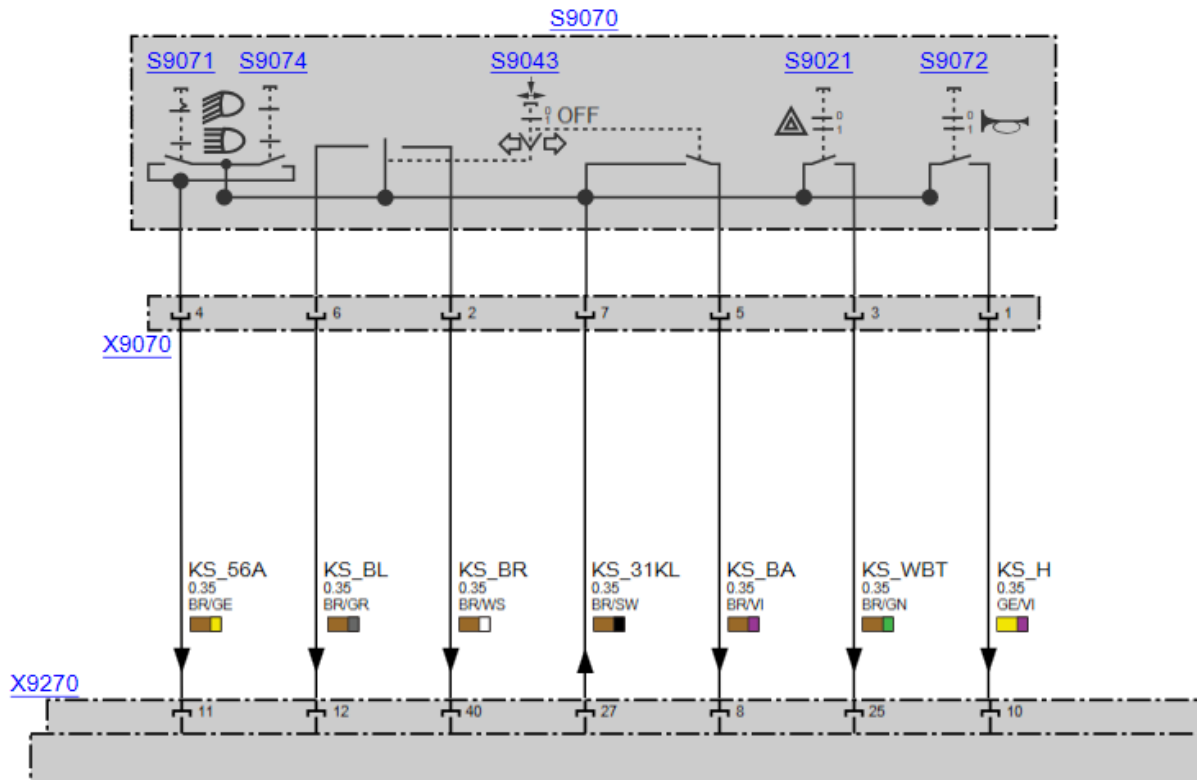 S9070
S9071 S9074 S9043 S9021 S9072
0
1 OFF
0
1
0
1
4 6 2 7 5 3 1
X9070
KS_56A
0.35
BR/GE
KS_BL
0.35
BR/GR
KS_BR
0.35
BR/WS
KS_31KL
0.35
BR/SW
KS_BA
0.35
BR/VI
KS_WBT
0.35
BR/GN
KS_H
0.35
GE/VI
X9270
11 12 40 27 8 25 10